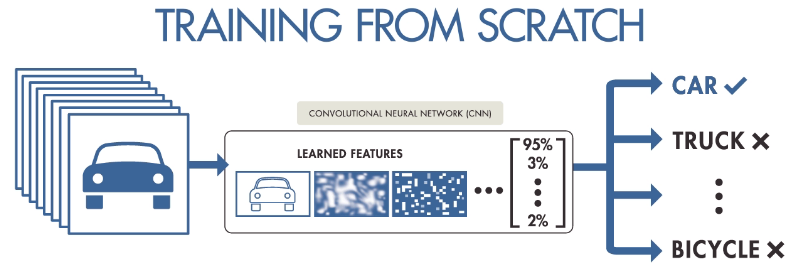 TRAINING FROM SCRATCH
CONVOLUTIONAL NEURAL NETWORK (CNN)
LEARNED FEATURES
95%
3%
2%
CAR
TRUCK
BICYCLE